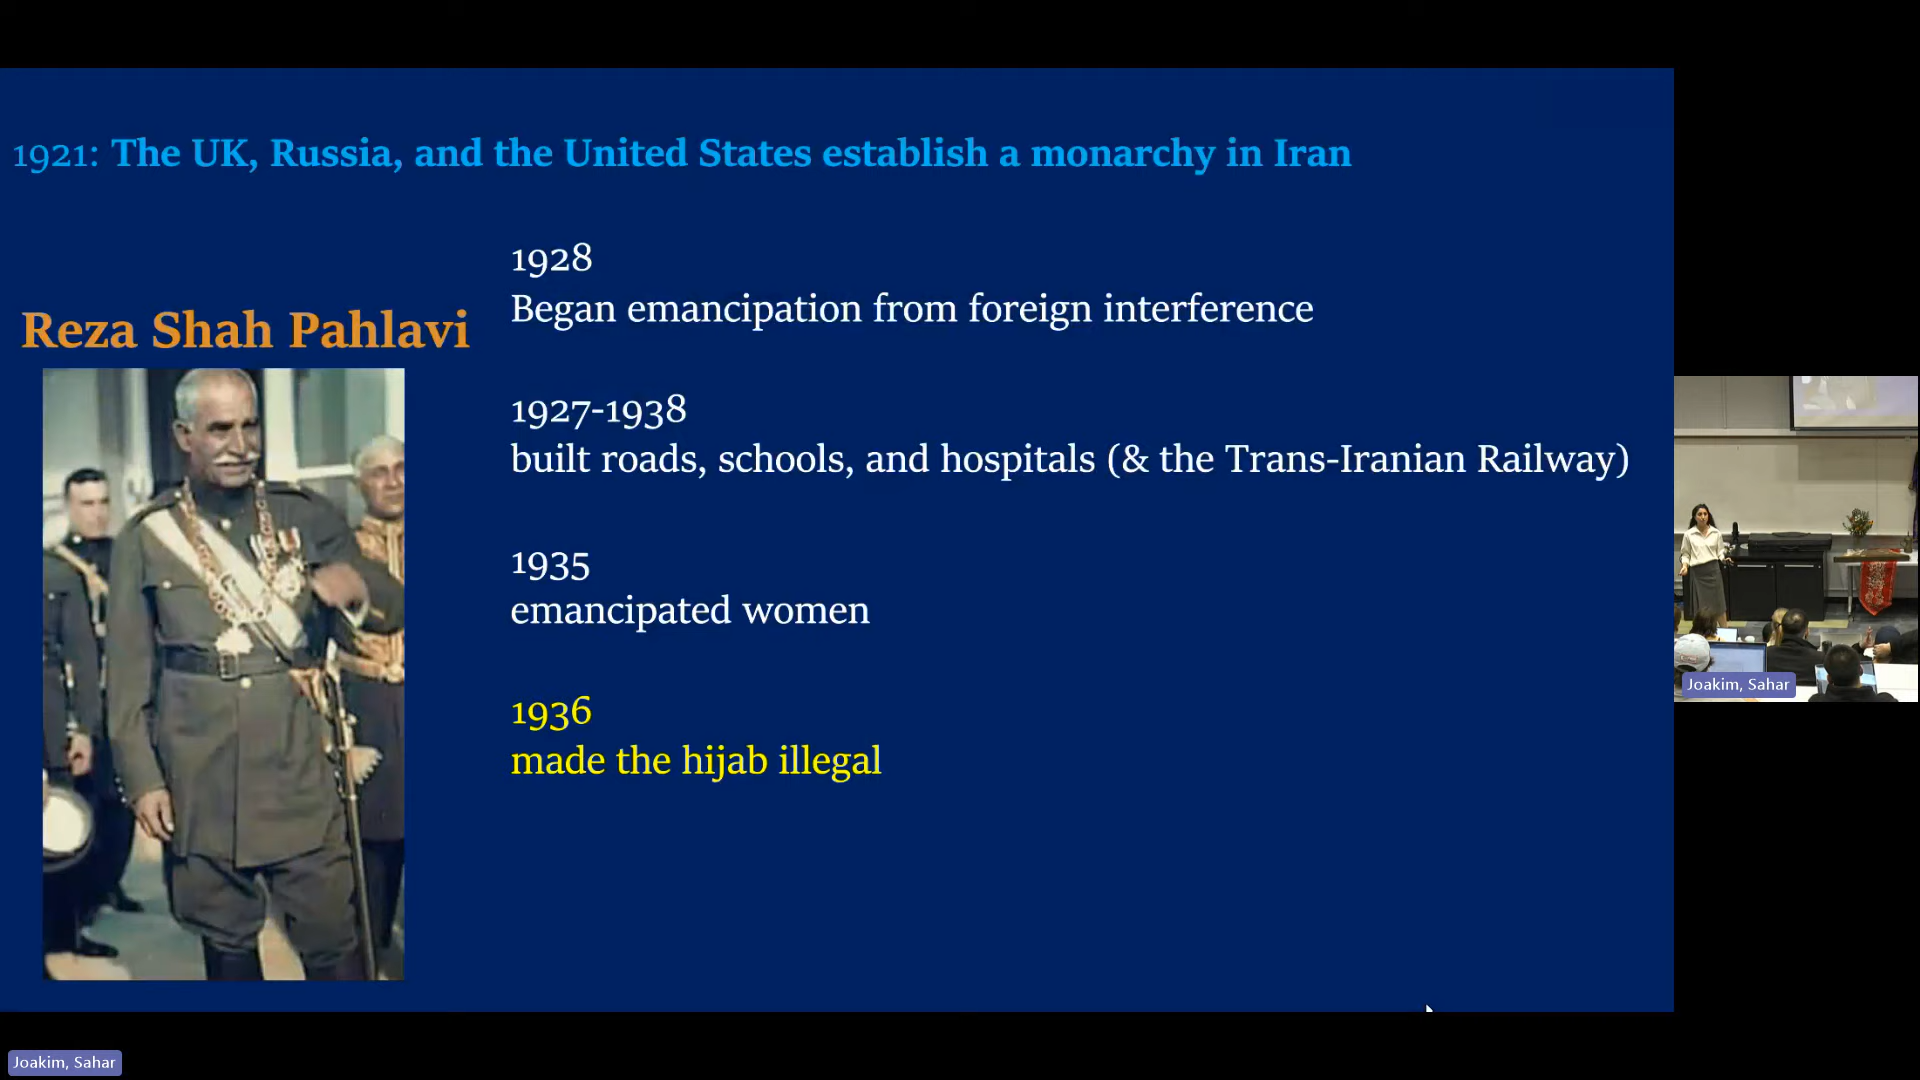 1921: The UK, Russia, and the United States establish a monarchy in Iran
Reza Shah Pahlavi
1928
Began emancipation from foreign interference
1927-1938
built roads, schools, and hospitals (& the Trans-Iranian Railway)
1935
emancipated women
1936
made the hijab illegal
Joakim, Sahar
Joakim, Sahar